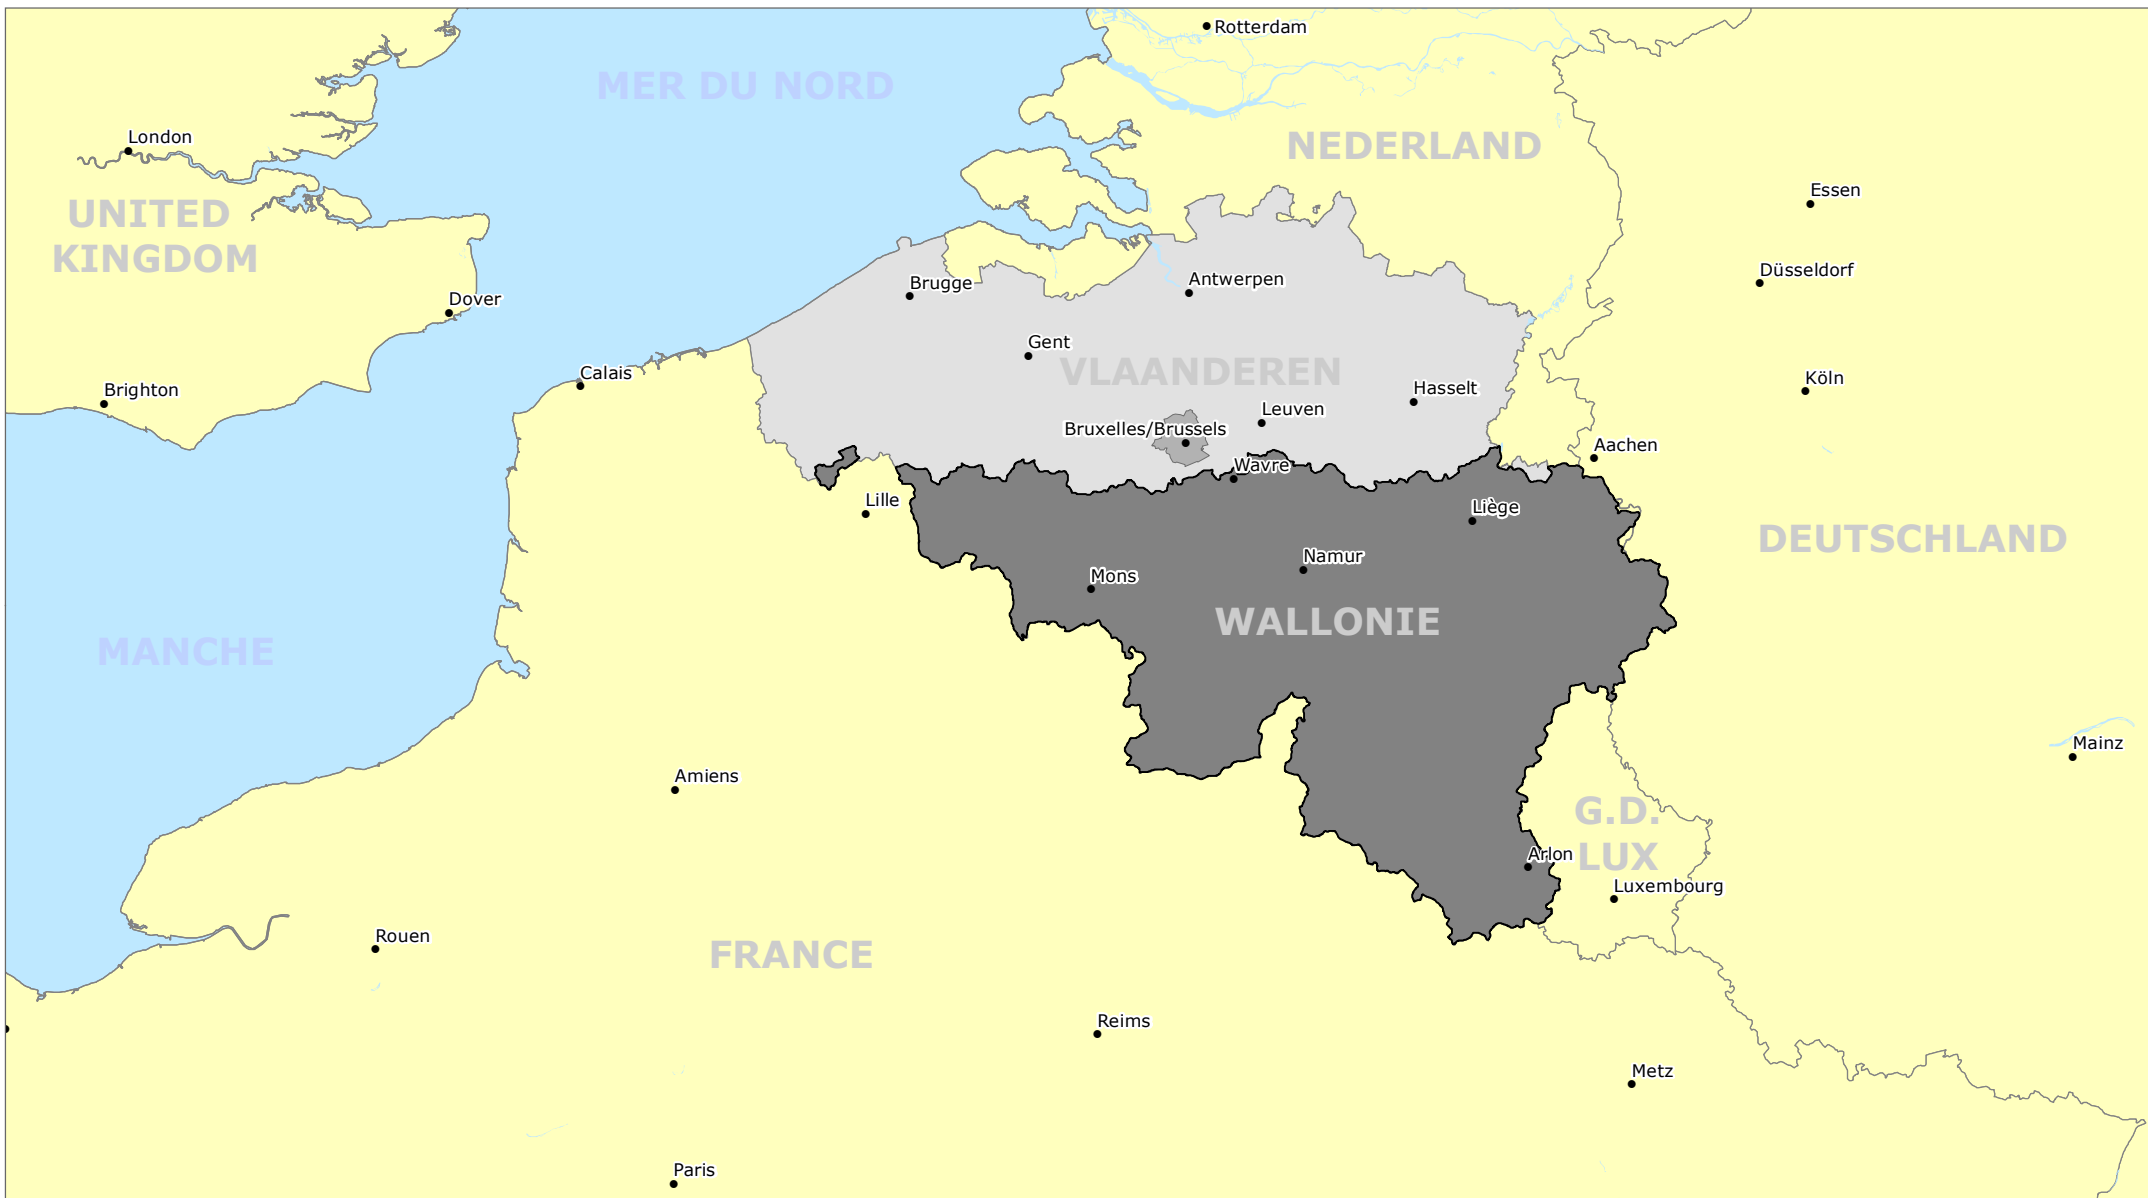 Rotterdam
MER DU NORD
London
NEDERLAND
Essen
UNITED
KINGDOM
Düsseldorf
Brugge
Antwerpen
Dover
Gent
VLAANDEREN
Calais
Köln
Brighton
Hasselt
Leuven
Bruxelles/Brussels
Aachen
Wavre
Lille
Liège
DEUTSCHLAND
Namur
Mons
WALLONIE
MANCHE
Mainz
Amiens
G.D.
LUX
Arlon
Luxembourg
Rouen
FRANCE
Reims
Metz
Paris